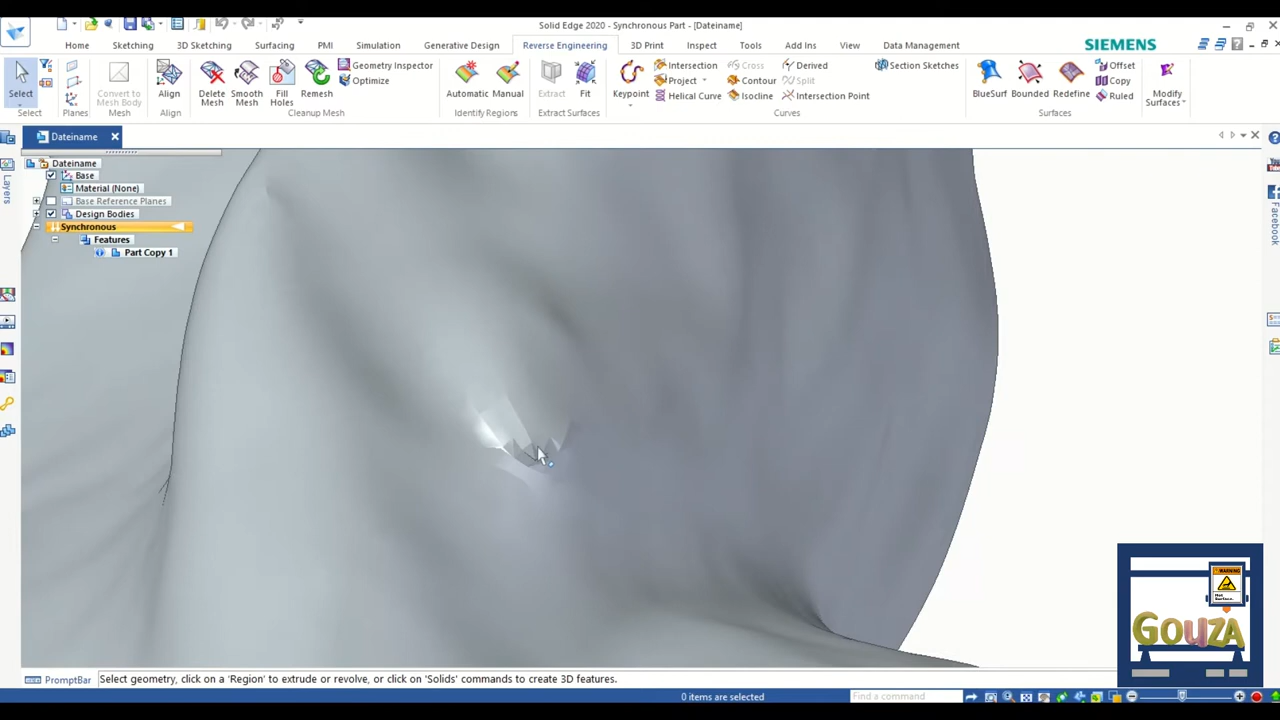 Solid Edge 2020 - Synchronous Part - [Dateiname]
Home Sketching 3D Sketching Surfacing PMI Simulation Generative Design Reverse Engineering 3D Print Inspect Tools Add Ins View Data Management SIEMENS
Select
Select
Planes
Convert to Mesh Body
Mesh
Align
Align
Delete Mesh
Smooth Mesh
Fill Holes
Remesh
Geometry Inspector
Optimize
Cleanup Mesh
Automatic
Manual
Identify Regions
Extract
Fit
Extract Surfaces
Keypoint
Intersection
Project
Helical Curve
Cross
Contour
Isocline
Derived
Split
Intersection Point
Section Sketches
Curves
BlueSurf
Bounded
Redefine
Offset
Copy
Ruled
Surfaces
Modify Surfaces
Dateiname
Layers
Dateiname
Base
Material (None)
Base Reference Planes
Design Bodies
Synchronous
Features
Part Copy 1
Facebook
WARNING
Hot Surface.
GOUZA
PromptBar
Select geometry, click on a 'Region' to extrude or revolve, or click on 'Solids' commands to create 3D features.
0 items are selected
Find a command